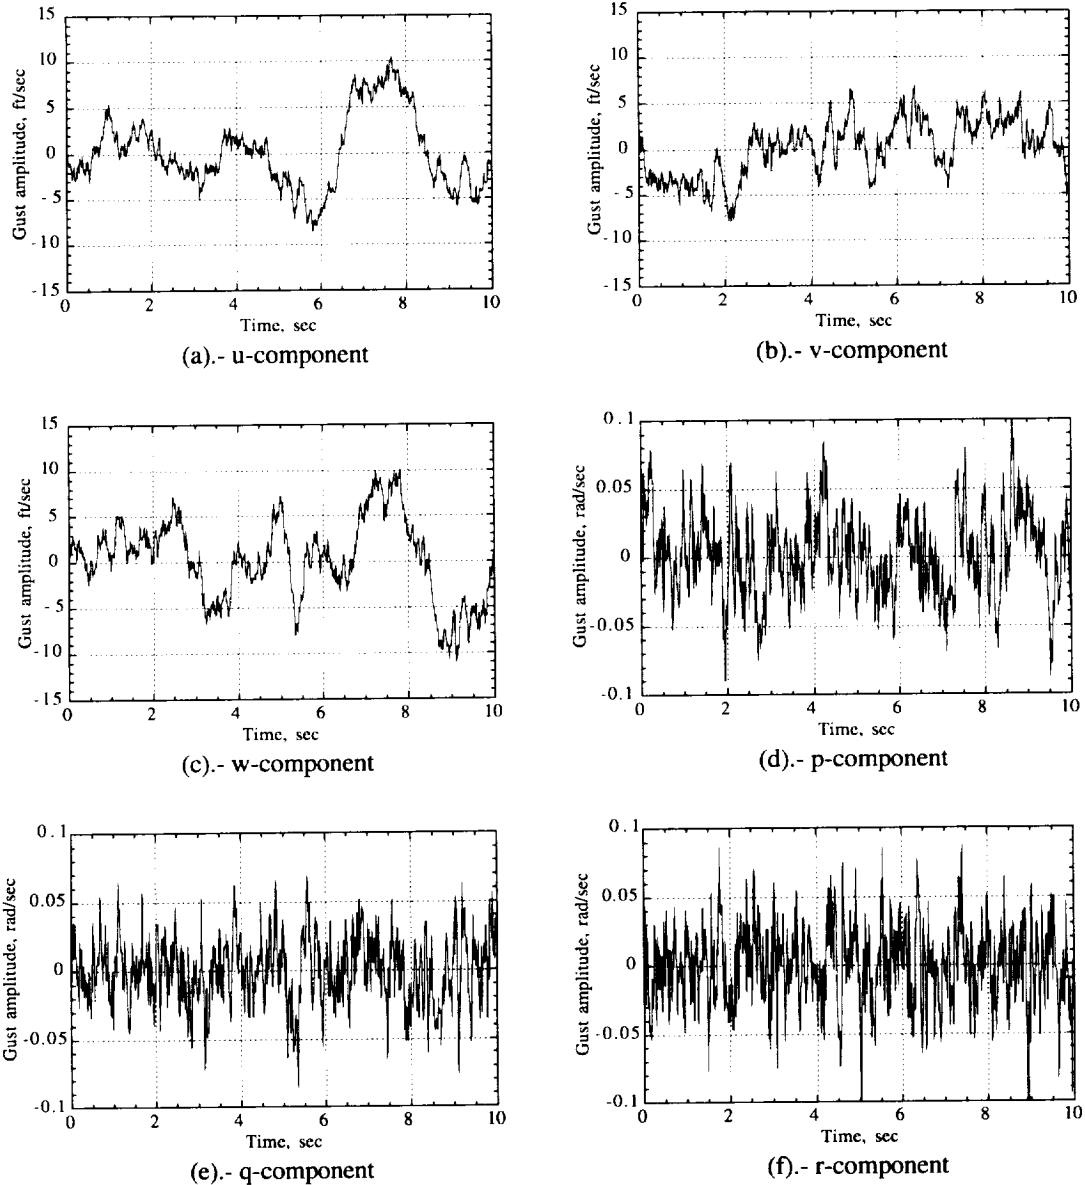 15
10
5
0
-5
-10
-15
Gust amplitude, ft/sec
0 2 4 6 8 10
Time, sec
(a).- u-component
15
10
5
0
-5
-10
-15
Gust amplitude, ft/sec
0 2 4 6 8 10
Time, sec
(b).- v-component
15
10
5
0
-5
-10
-15
Gust amplitude, ft/sec
0 2 4 6 8 10
Time, sec
(c).- w-component
0.1
0.05
0
-0.05
-0.1
Gust amplitude, rad/sec
0 2 4 6 8 10
Time, sec
(d).- p-component
0.1
0.05
0
-0.05
-0.1
Gust amplitude, rad/sec
0 2 4 6 8 10
Time, sec
(e).- q-component
0.1
0.05
0
-0.05
-0.1
Gust amplitude, rad/sec
0 2 4 6 8 10
Time, sec
(f).- r-component